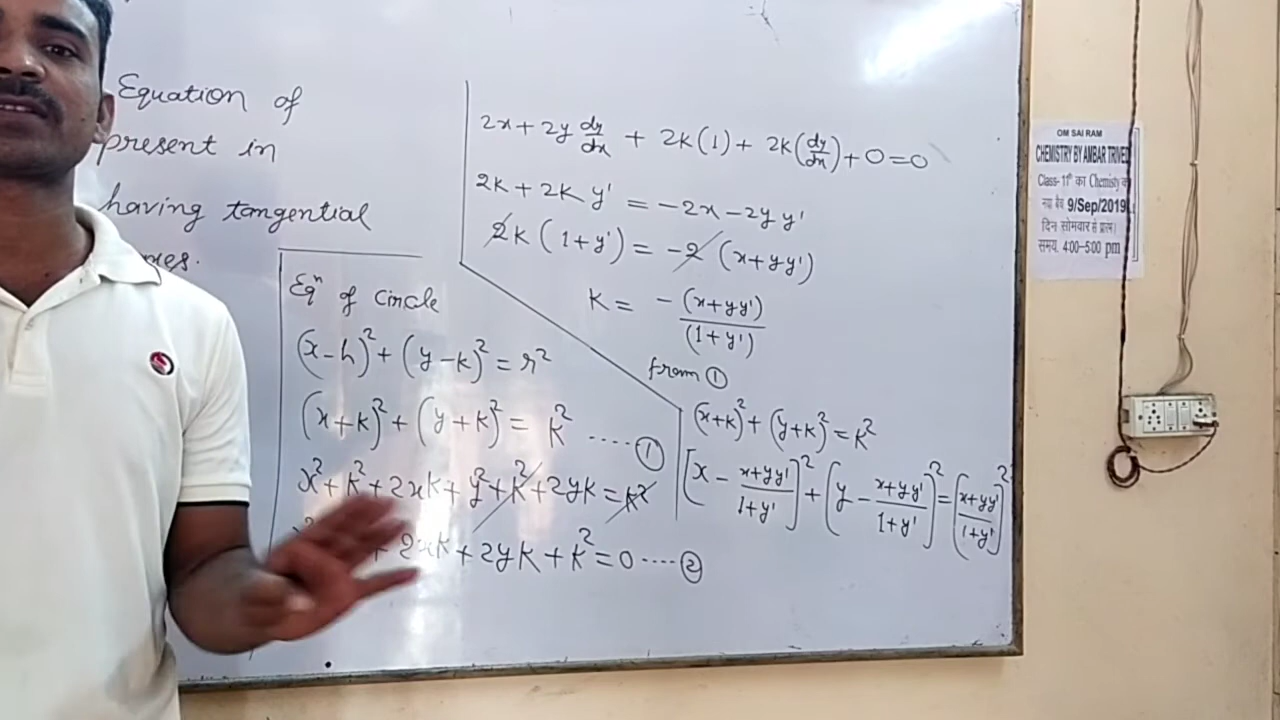 Equation of
present in
having tangential
Eqⁿ of circle
(x-h)² + (y-k)² = r²
(x+k)² + (y+k)² = k² ..... ①
x² + k² + 2xk + y² + k² + 2yk = k²
+ 2xk + 2yk + k² = 0 ..... ②
2x + 2y dy/dx + 2k(1) + 2k(dy/dx) + 0 = 0
2k + 2k y' = -2x - 2y y'
2k (1+y') = -2 (x+yy')
k = -(x+yy')/(1+y')
from ①
(x+k)² + (y+k)² = k²
[x - (x+yy')/(1+y')]² + (y - (x+yy')/(1+y'))² = (x+yy'/1+y')²
OM SAI RAM
CHEMISTRY BY AMBAR TRIVED
Class- 11th का Chemisty
9/Sep/2019
दिन सोमवार से
समय. 4:00–5:00 pm